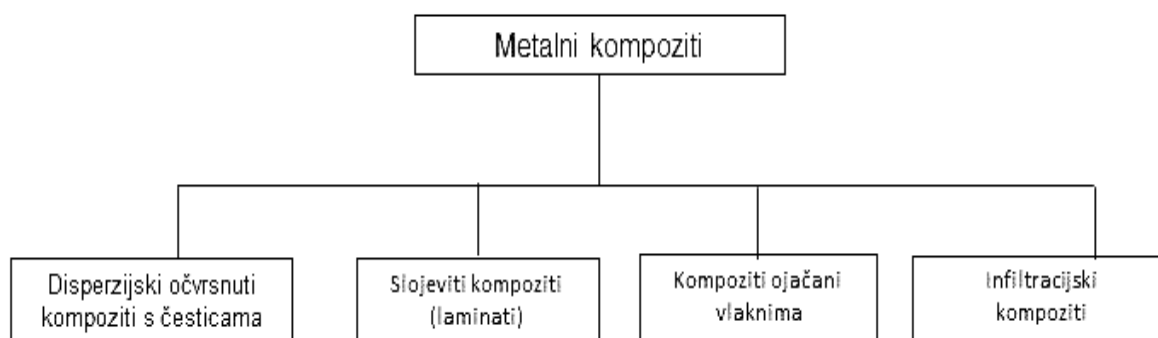 Metalni kompoziti
Disperzijski očvrsnuti
kompoziti s česticama
Slojeviti kompoziti
(laminati)
Kompoziti ojačani
vlaknima
Infiltracijski
kompoziti